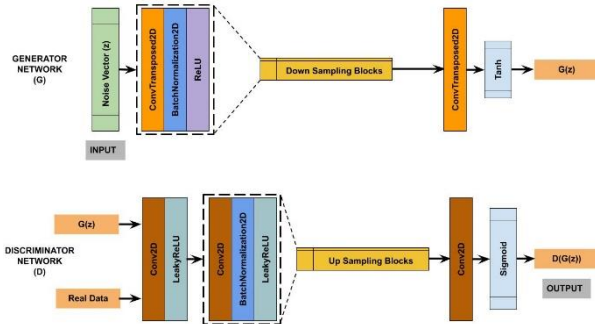 GENERATOR
NETWORK
(G)
Noise Vector (z)
INPUT
ConvTransposed2D
BatchNormalization2D
ReLU
Down Sampling Blocks
ConvTransposed2D
Tanh
G(z)
DISCRIMINATOR
NETWORK
(D)
G(z)
Real Data
Conv2D
LeakyReLU
Conv2D
BatchNormalization2D
LeakyReLU
Up Sampling Blocks
Conv2D
Sigmoid
D(G(z))
OUTPUT